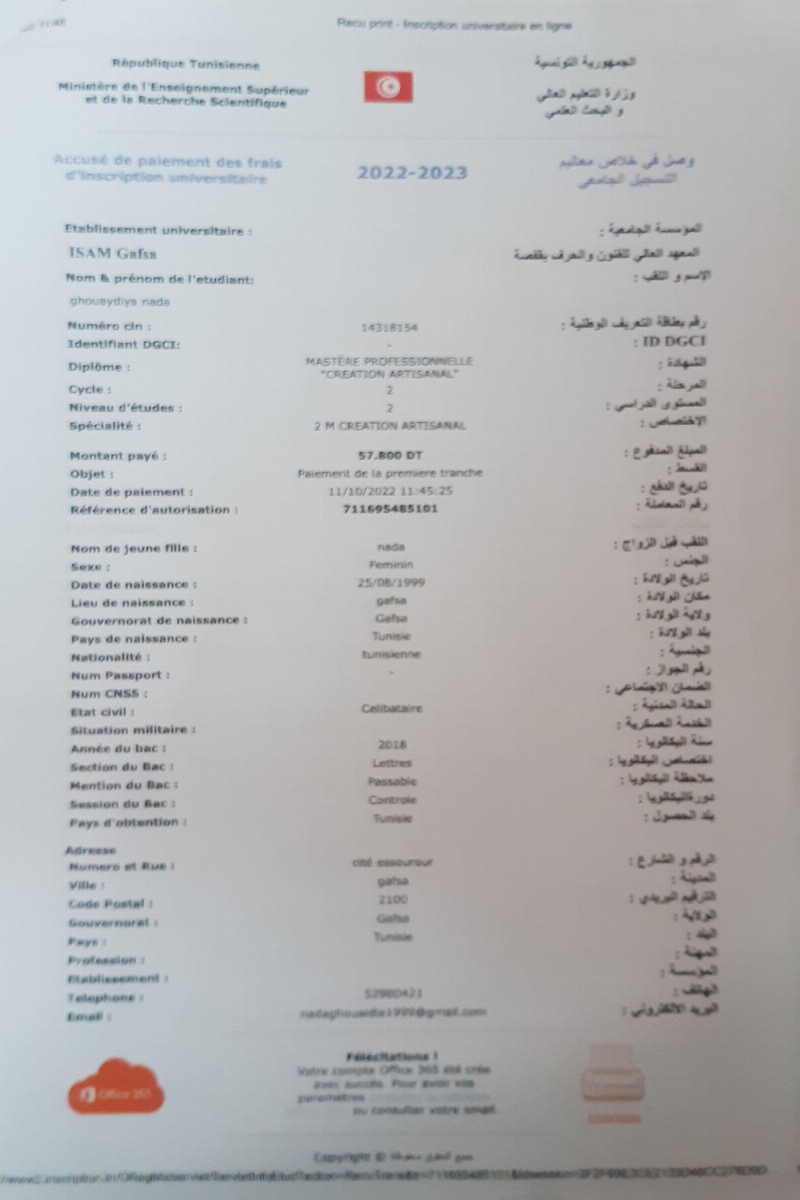 Recu print - Inscription universitaire en ligne
République Tunisienne
الجمهورية التونسية
Ministère de l'Enseignement Supérieur
et de la Recherche Scientifique
وزارة التعليم العالي
و البحث العلمي
Accusé de paiement des frais
d'inscription universitaire
2022-2023
وصل في خلاص معاليم
التسجيل الجامعي
Etablissement universitaire : المؤسسة الجامعية :
ISAM Gafsa المعهد العالي للفنون والحرف بقفصة
Nom & prénom de l'etudiant: الإسم و اللقب :
ghouaydiya nada
Numéro cin : 14318154 رقم بطاقة التعريف الوطنية :
Identifiant DGCI: - ID DGCI :
Diplôme : MASTÈRE PROFESSIONNELLE الشهادة :
"CREATION ARTISANAL"
Cycle : 2 المرحلة :
Niveau d'études : 2 المستوى الدراسي :
Spécialité : 2 M CREATION ARTISANAL الإختصاص :
Montant payé : 57.800 DT المبلغ المدفوع :
Objet : Paiement de la premiere tranche القسط :
Date de paiement : 11/10/2022 11:45:25 تاريخ الدفع :
Référence d'autorisation : 711695485101 رقم المعاملة :
Nom de jeune fille : nada اللقب قبل الزواج :
Sexe : Feminin الجنس :
Date de naissance : 25/08/1999 تاريخ الولادة :
Lieu de naissance : gafsa مكان الولادة :
Gouvernorat de naissance : Gafsa ولاية الولادة :
Pays de naissance : Tunisie بلد الولادة :
Nationalité : tunisienne الجنسية :
Num Passport : - رقم الجواز :
Num CNSS : الضمان الإجتماعي :
Etat civil : Celibataire الحالة المدنية :
Situation militaire : الخدمة العسكرية :
Année du bac : 2018 سنة البكالوريا :
Section du Bac : Lettres اختصاص البكالوريا :
Mention du Bac : Passable ملاحظة البكالوريا :
Session du Bac : Controle دورة البكالوريا :
Pays d'obtention : Tunisie بلد الحصول :
Adresse
Numero et Rue : cité essourour الرقم و الشارع :
Ville : gafsa المدينة :
Code Postal : 2100 الترقيم البريدي :
Gouvernorat : Gafsa الولاية :
Pays : Tunisie البلد :
Profession : المهنة :
Etablissement : المؤسسة :
Telephone : 53980421 الهاتف :
Email : nadaghouaidia1999@gmail.com البريد الالكتروني :
Office 365
Félécitations !
Votre compte Office 365 été crée
avec succés. Pour avoir vos
paramètres
ou consulter votre email.
Copyright © جميع الحقوق محفوظة